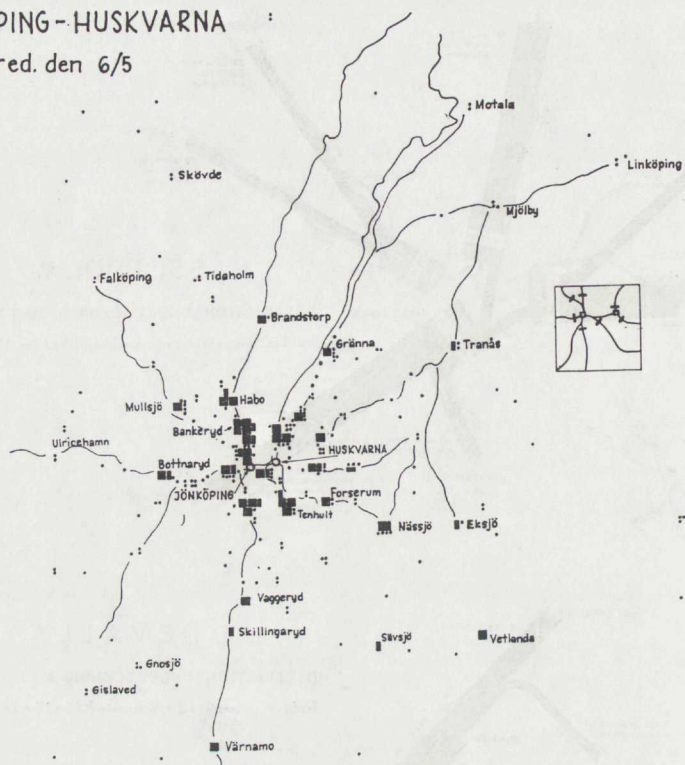 PING-HUSKVARNA
red. den 6/5
Motala
Linköping
Skövde
Mjölby
Falköping
Tidaholm
Brandstorp
Gränna
Tranås
Habo
Mullsjö
Bankeryd
Ulricehamn
HUSKVARNA
Bottnaryd
JÖNKÖPING
Forserum
Tenhult
Nässjö
Eksjö
Vaggeryd
Skillingaryd
Sävsjö
Vetlanda
Gnosjö
Gislaved
Värnamo